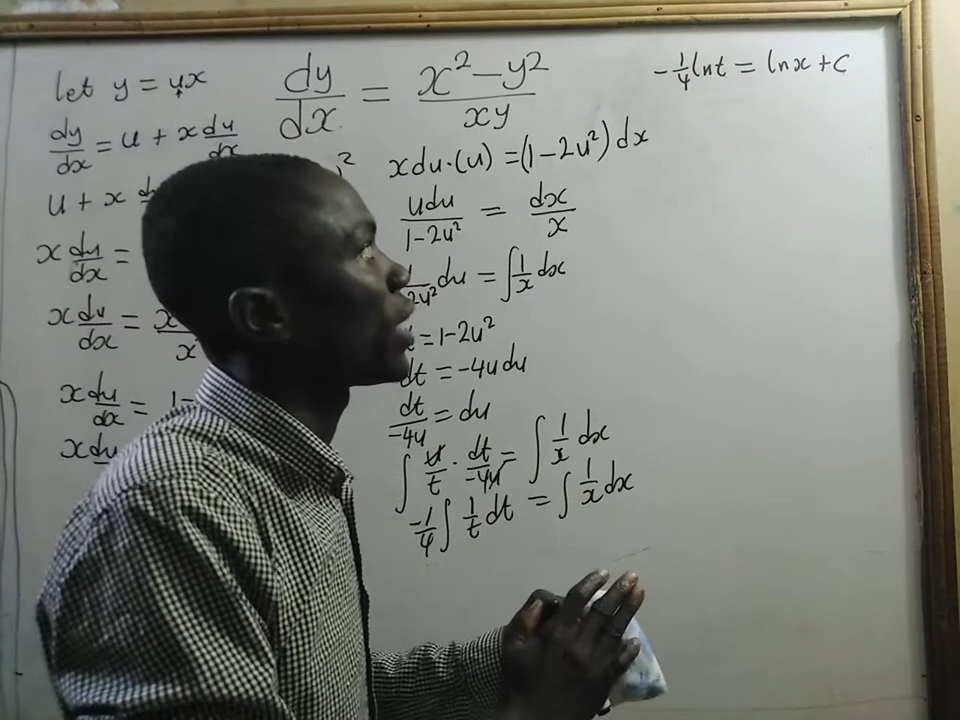 let y = ux
dy/dx = u + x du/dx
u + x
x du/dx =
x du/dx = x
x
x du/dx = 1-
x du
dy/dx = x² - y²/xy
2
x du·(u) = (1-2u²) dx
u du/1-2u² = dx/x
2u² du = ∫ 1/x dx
t = 1-2u²
dt = -4u du
dt/-4u = du
∫ u/t · dt/-4u = ∫ 1/x dx
-1/4 ∫ 1/t dt = ∫ 1/x dx
-1/4 ln t = ln x + C